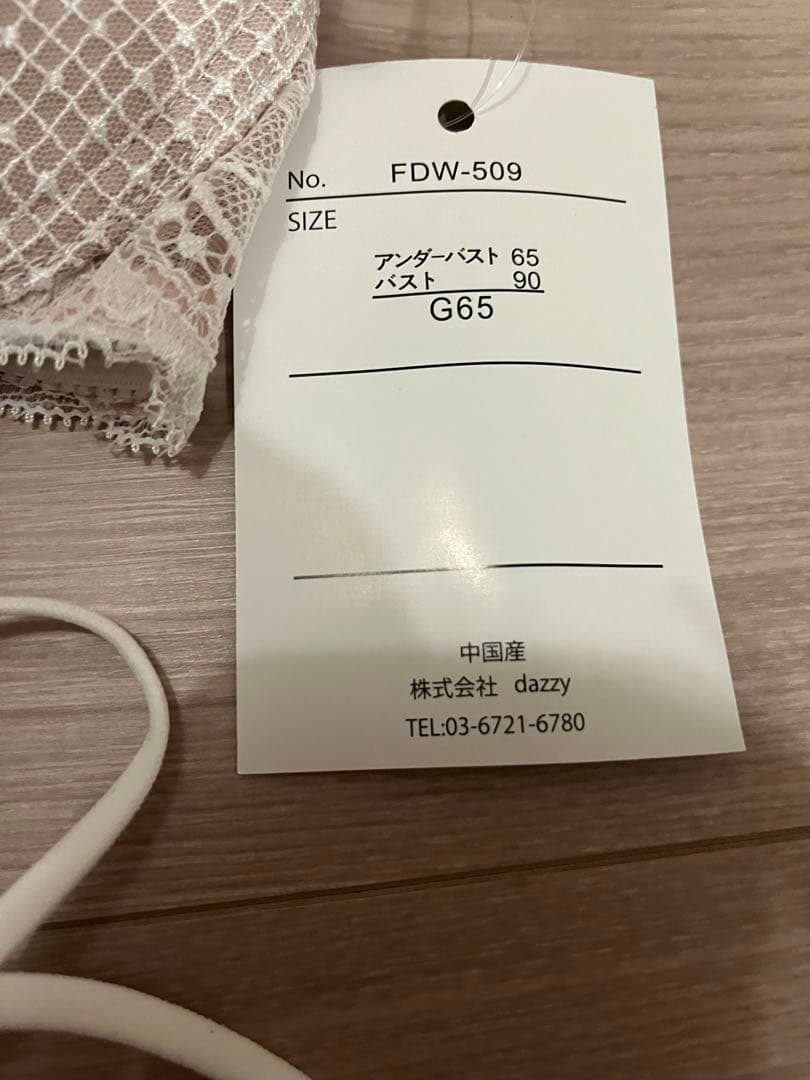 No. FDW-509
SIZE
アンダーバスト 65
バスト 90
G65
中国産
株式会社 dazzy
TEL:03-6721-6780